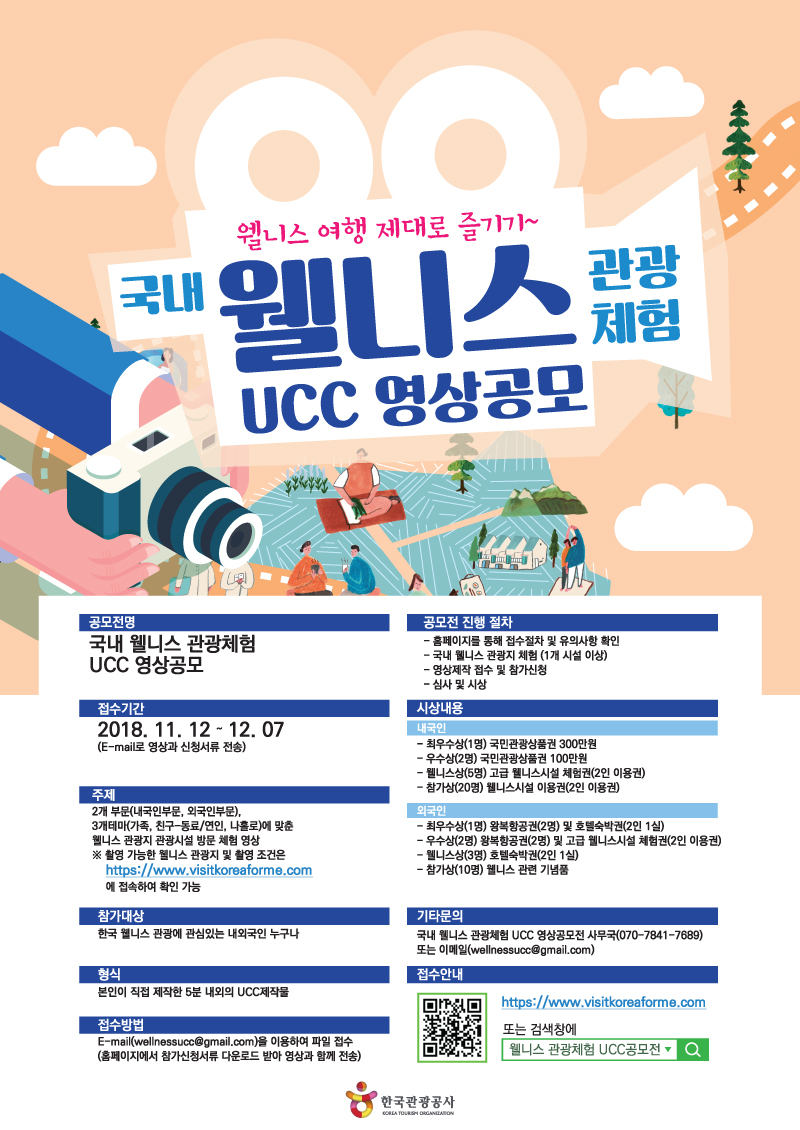 웰니스 여행 제대로 즐기기~
국내 웰니스 관광체험
UCC 영상공모
공모전명
국내 웰니스 관광체험
UCC 영상공모
접수기간
2018. 11. 12 ~ 12. 07
(E-mail로 영상과 신청서류 전송)
주제
2개 부문(내국인부문, 외국인부문),
3개테마(가족, 친구-동료/연인, 나홀로)에 맞춘
웰니스 관광지 관광시설 방문 체험 영상
※ 촬영 가능한 웰니스 관광지 및 촬영 조건은
https://www.visitkoreaforme.com
에 접속하여 확인 가능
참가대상
한국 웰니스 관광에 관심있는 내외국인 누구나
형식
본인이 직접 제작한 5분 내외의 UCC제작물
접수방법
E-mail(wellnessucc@gmail.com)을 이용하여 파일 접수
(홈페이지에서 참가신청서류 다운로드 받아 영상과 함께 전송)
공모전 진행 절차
- 홈페이지를 통해 접수절차 및 유의사항 확인
- 국내 웰니스 관광지 체험 (1개 시설 이상)
- 영상제작 접수 및 참가신청
- 심사 및 시상
시상내용
내국인
- 최우수상(1명) 국민관광상품권 300만원
- 우수상(2명) 국민관광상품권 100만원
- 웰니스상(5명) 고급 웰니스시설 체험권(2인 이용권)
- 참가상(20명) 웰니스시설 이용권(2인 이용권)
외국인
- 최우수상(1명) 왕복항공권(2명) 및 호텔숙박권(2인 1실)
- 우수상(2명) 왕복항공권(2명) 및 고급 웰니스시설 체험권(2인 이용권)
- 웰니스상(3명) 호텔숙박권(2인 1실)
- 참가상(10명) 웰니스 관련 기념품
기타문의
국내 웰니스 관광체험 UCC 영상공모전 사무국(070-7841-7689)
또는 이메일(wellnessucc@gmail.com)
접수안내
https://www.visitkoreaforme.com
또는 검색창에
웰니스 관광체험 UCC공모전
한국관광공사
KOREA TOURISM ORGANIZATION